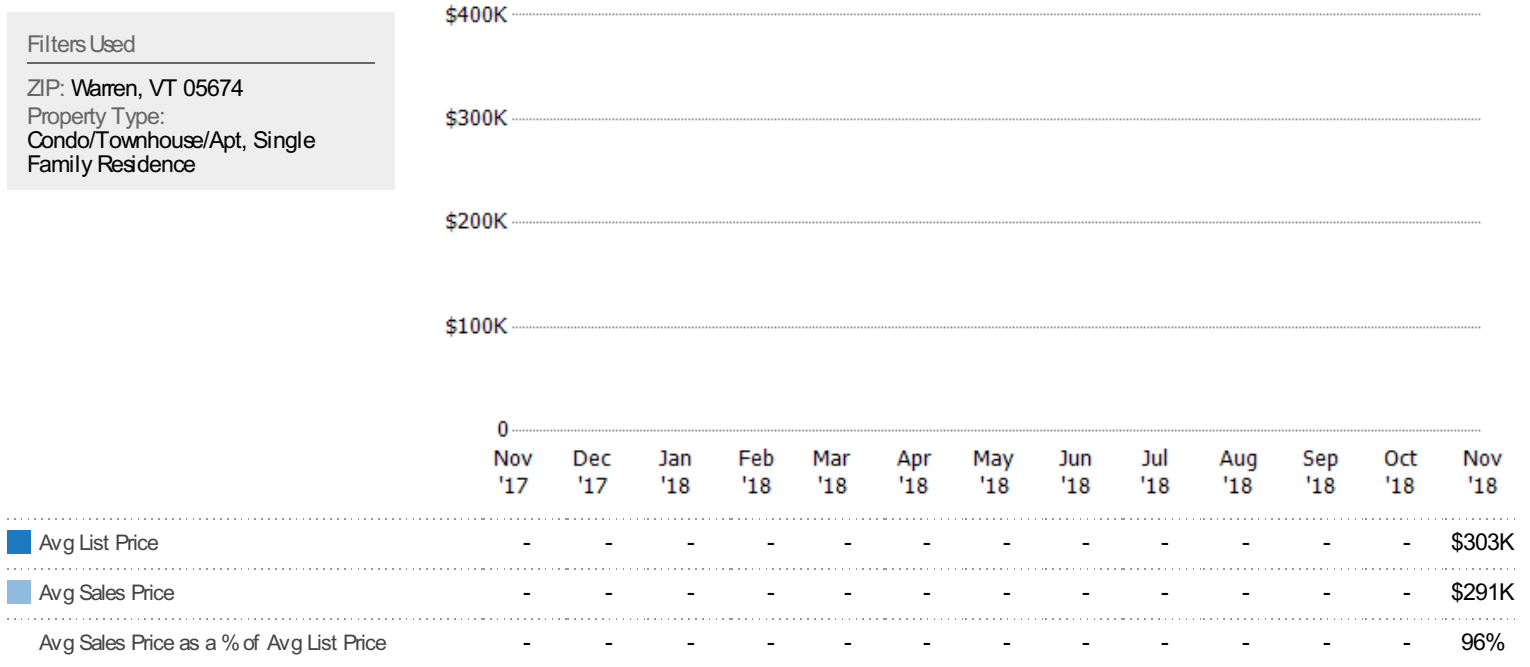 Filters Used
ZIP: Warren, VT 05674
Property Type:
Condo/Townhouse/Apt, Single
Family Residence
$400K
$300K
$200K
$100K
0
Nov Dec Jan Feb Mar Apr May Jun Jul Aug Sep Oct Nov
'17 '17 '18 '18 '18 '18 '18 '18 '18 '18 '18 '18 '18
Avg List Price - - - - - - - - - - - - $303K
Avg Sales Price - - - - - - - - - - - - $291K
Avg Sales Price as a % of Avg List Price - - - - - - - - - - - - 96%